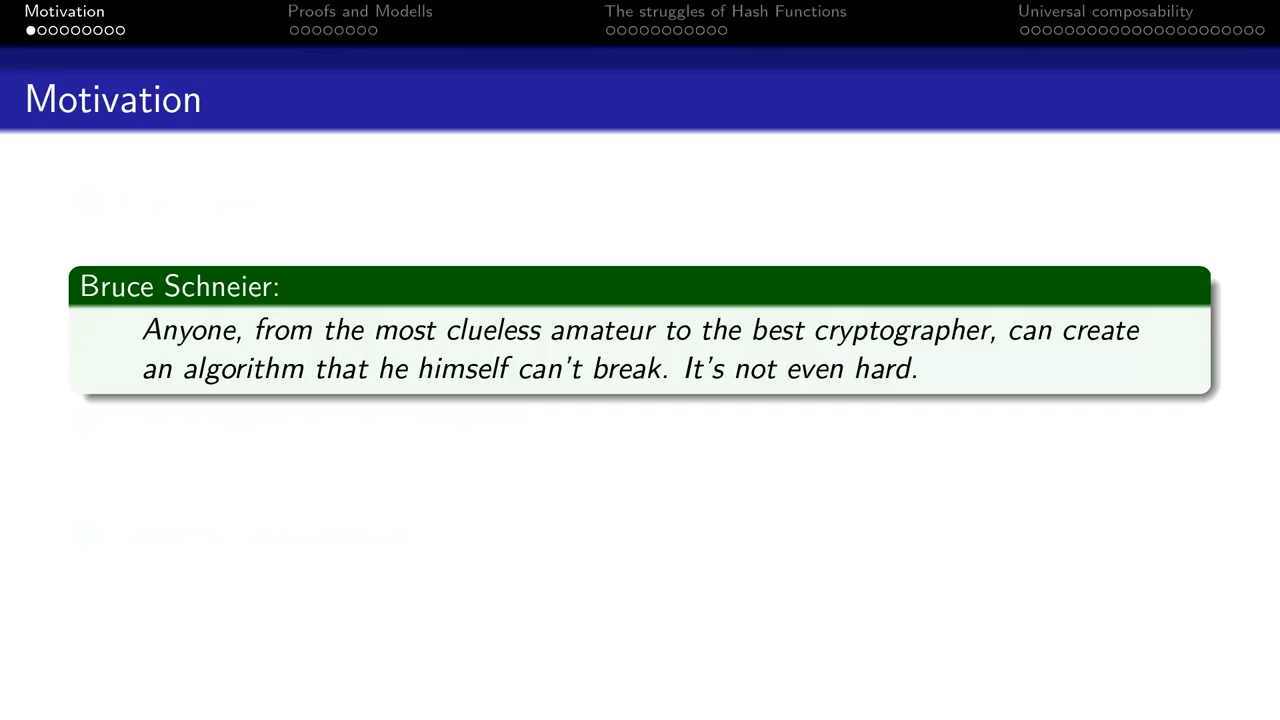 Motivation
Proofs and Modells
The struggles of Hash Functions
Universal composability
Motivation
Bruce Schneier:
Anyone, from the most clueless amateur to the best cryptographer, can create
an algorithm that he himself can't break. It's not even hard.